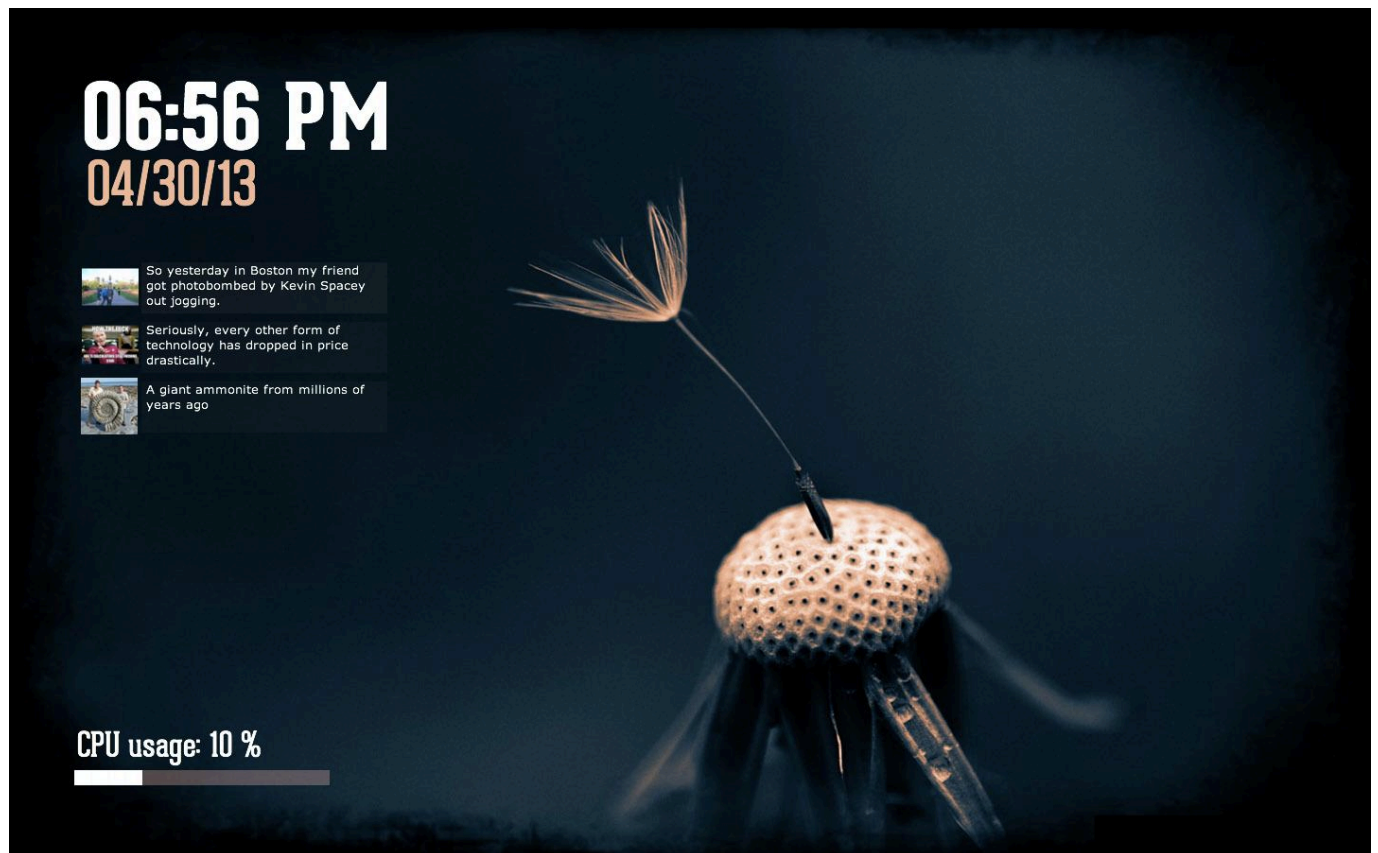 06:56 PM
04/30/13
So yesterday in Boston my friend
got photobombed by Kevin Spacey
out jogging.
Seriously, every other form of
technology has dropped in price
drastically.
A giant ammonite from millions of
years ago
CPU usage: 10 %